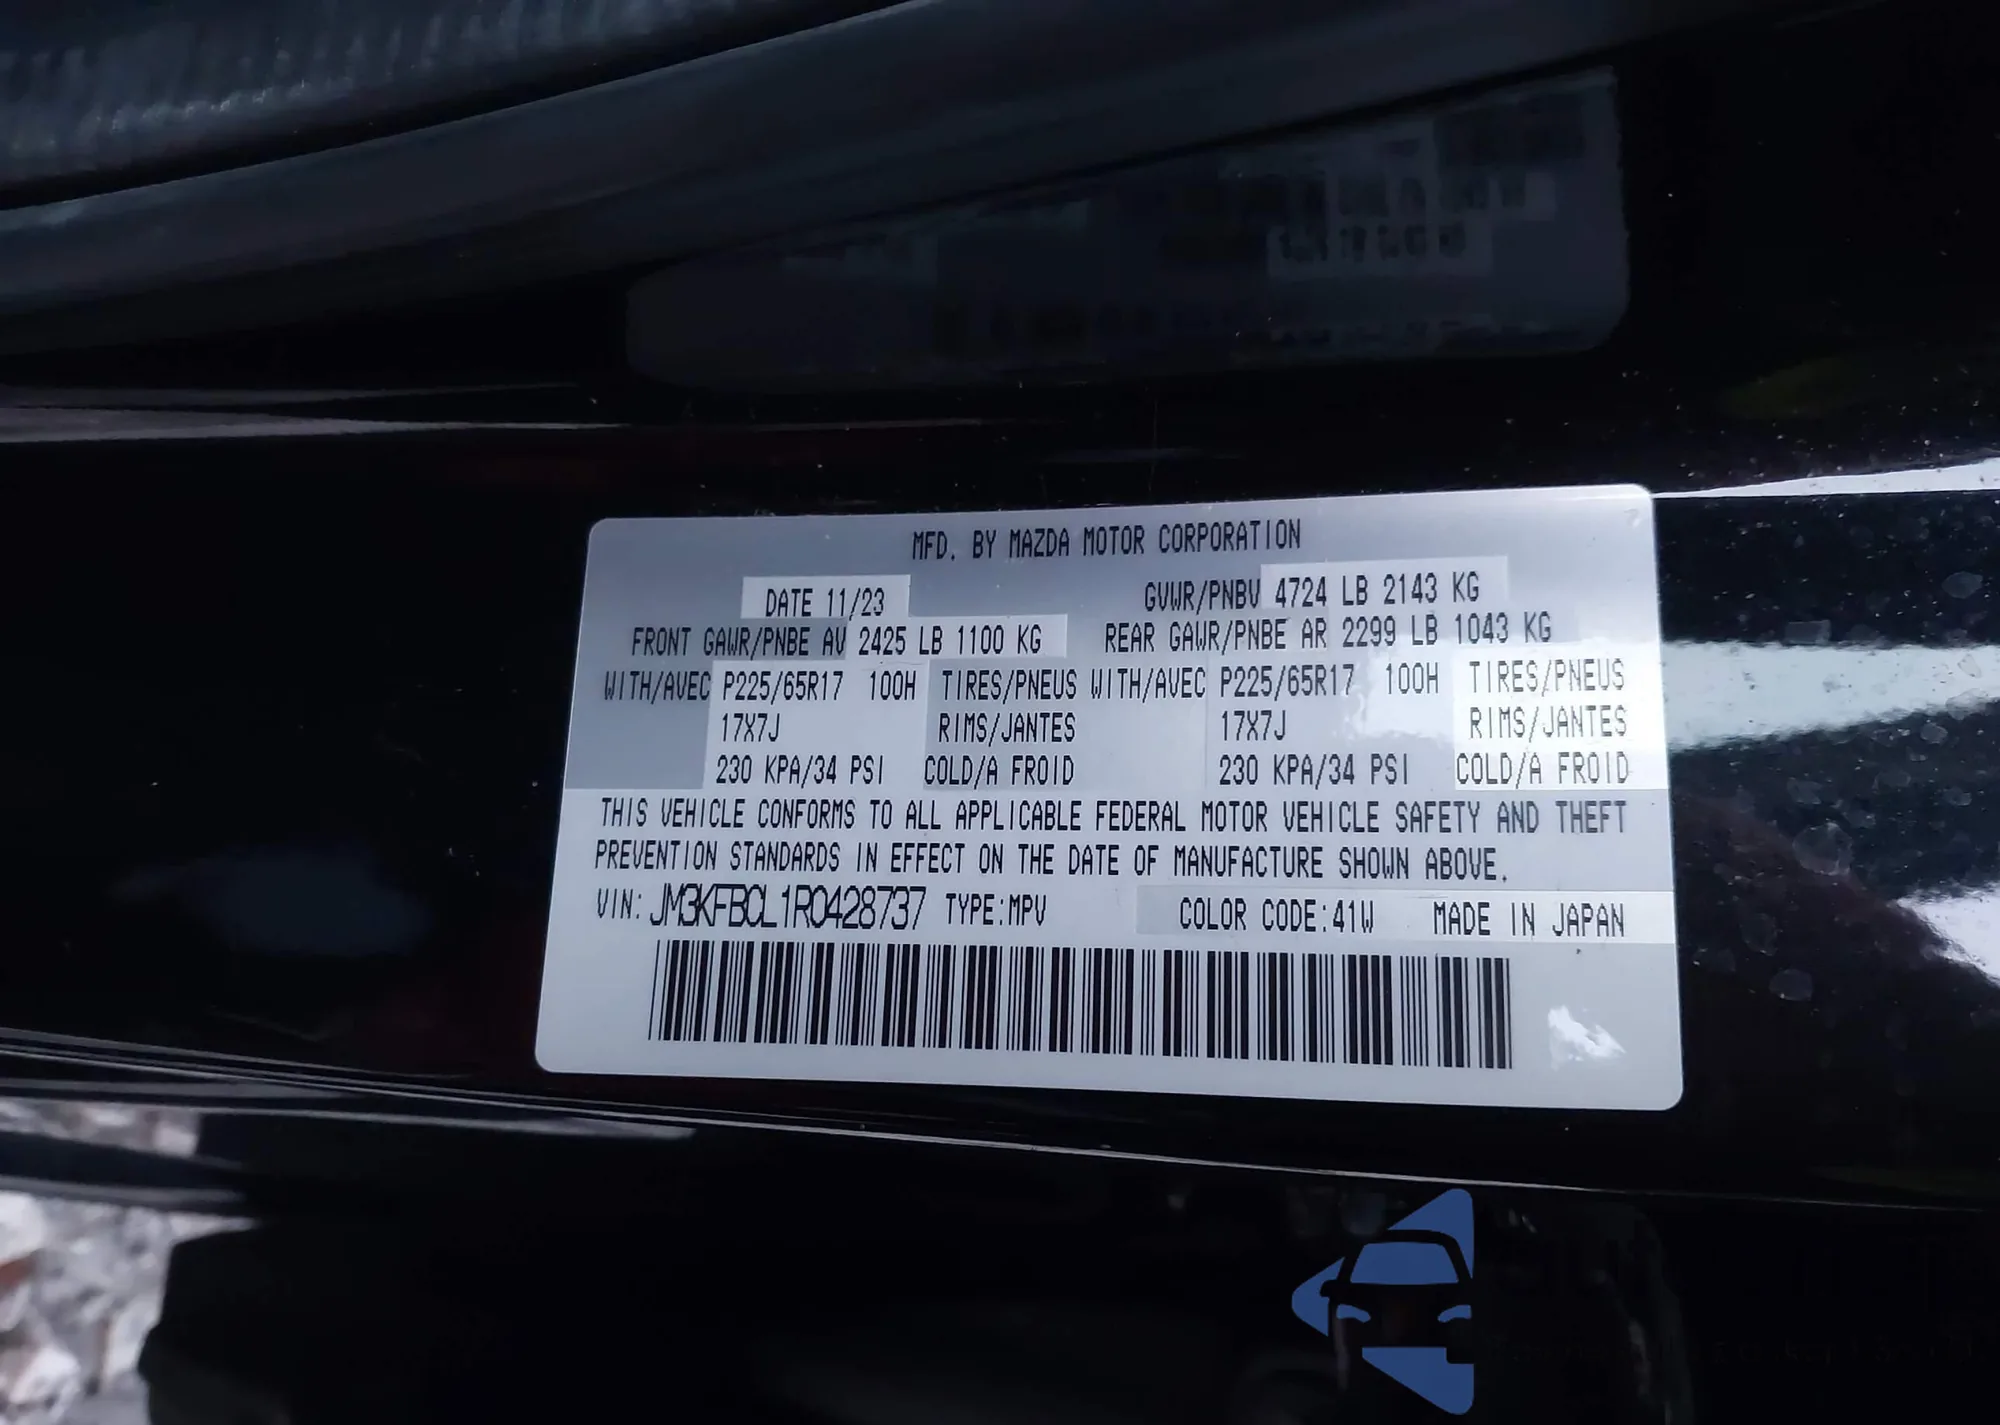 MFD. BY MAZDA MOTOR CORPORATION
DATE 11/23 GVWR/PNBV 4724 LB 2143 KG
FRONT GAWR/PNBE AV 2425 LB 1100 KG REAR GAWR/PNBE AR 2299 LB 1043 KG
WITH/AVEC P225/65R17 100H TIRES/PNEUS WITH/AVEC P225/65R17 100H TIRES/PNEUS
17X7J RIMS/JANTES 17X7J RIMS/JANTES
230 KPA/34 PSI COLD/A FROID 230 KPA/34 PSI COLD/A FROID
THIS VEHICLE CONFORMS TO ALL APPLICABLE FEDERAL MOTOR VEHICLE SAFETY AND THEFT
PREVENTION STANDARDS IN EFFECT ON THE DATE OF MANUFACTURE SHOWN ABOVE.
VIN: JM3KFBCL1R0428737 TYPE:MPV COLOR CODE:41W MADE IN JAPAN